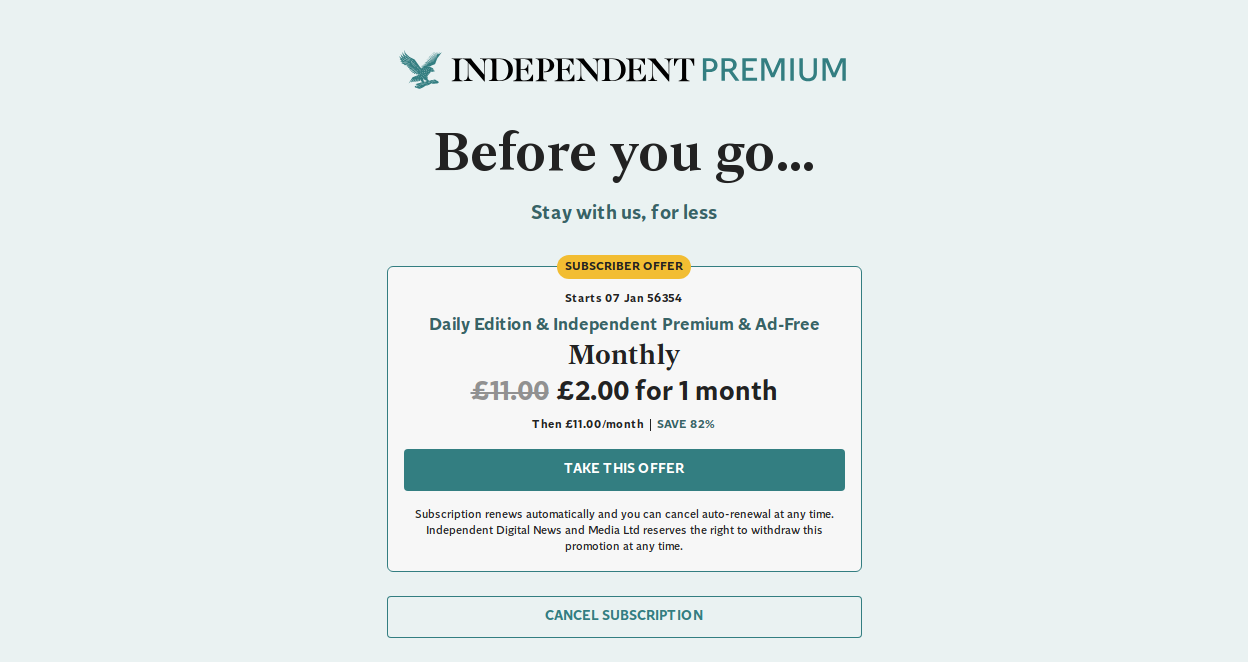 INDEPENDENT PREMIUM
Before you go...
Stay with us, for less
SUBSCRIBER OFFER
Starts 07 Jan 56354
Daily Edition & Independent Premium & Ad-Free
Monthly
£11.00 £2.00 for 1 month
Then £11.00/month | SAVE 82%
TAKE THIS OFFER
Subscription renews automatically and you can cancel auto-renewal at any time.
Independent Digital News and Media Ltd reserves the right to withdraw this
promotion at any time.
CANCEL SUBSCRIPTION